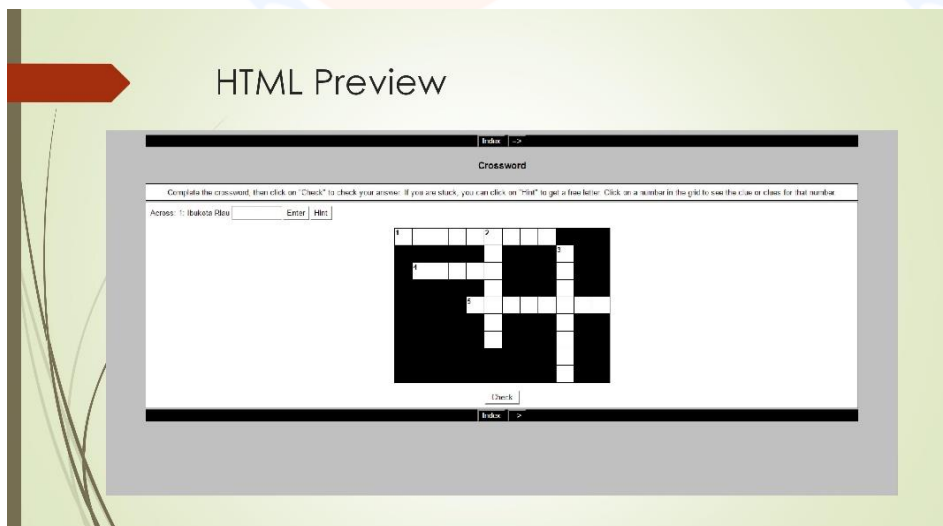 HTML Preview
Index ->
Crossword
Complete the crossword, then click on "Check" to check your answer. If you are stuck, you can click on "Hint" to get a free letter. Click on a number in the grid to see the clue or clues for that number.
Across: 1: Ibukota Riau Enter Hint
1 2
3
4
5
Check
Index ->